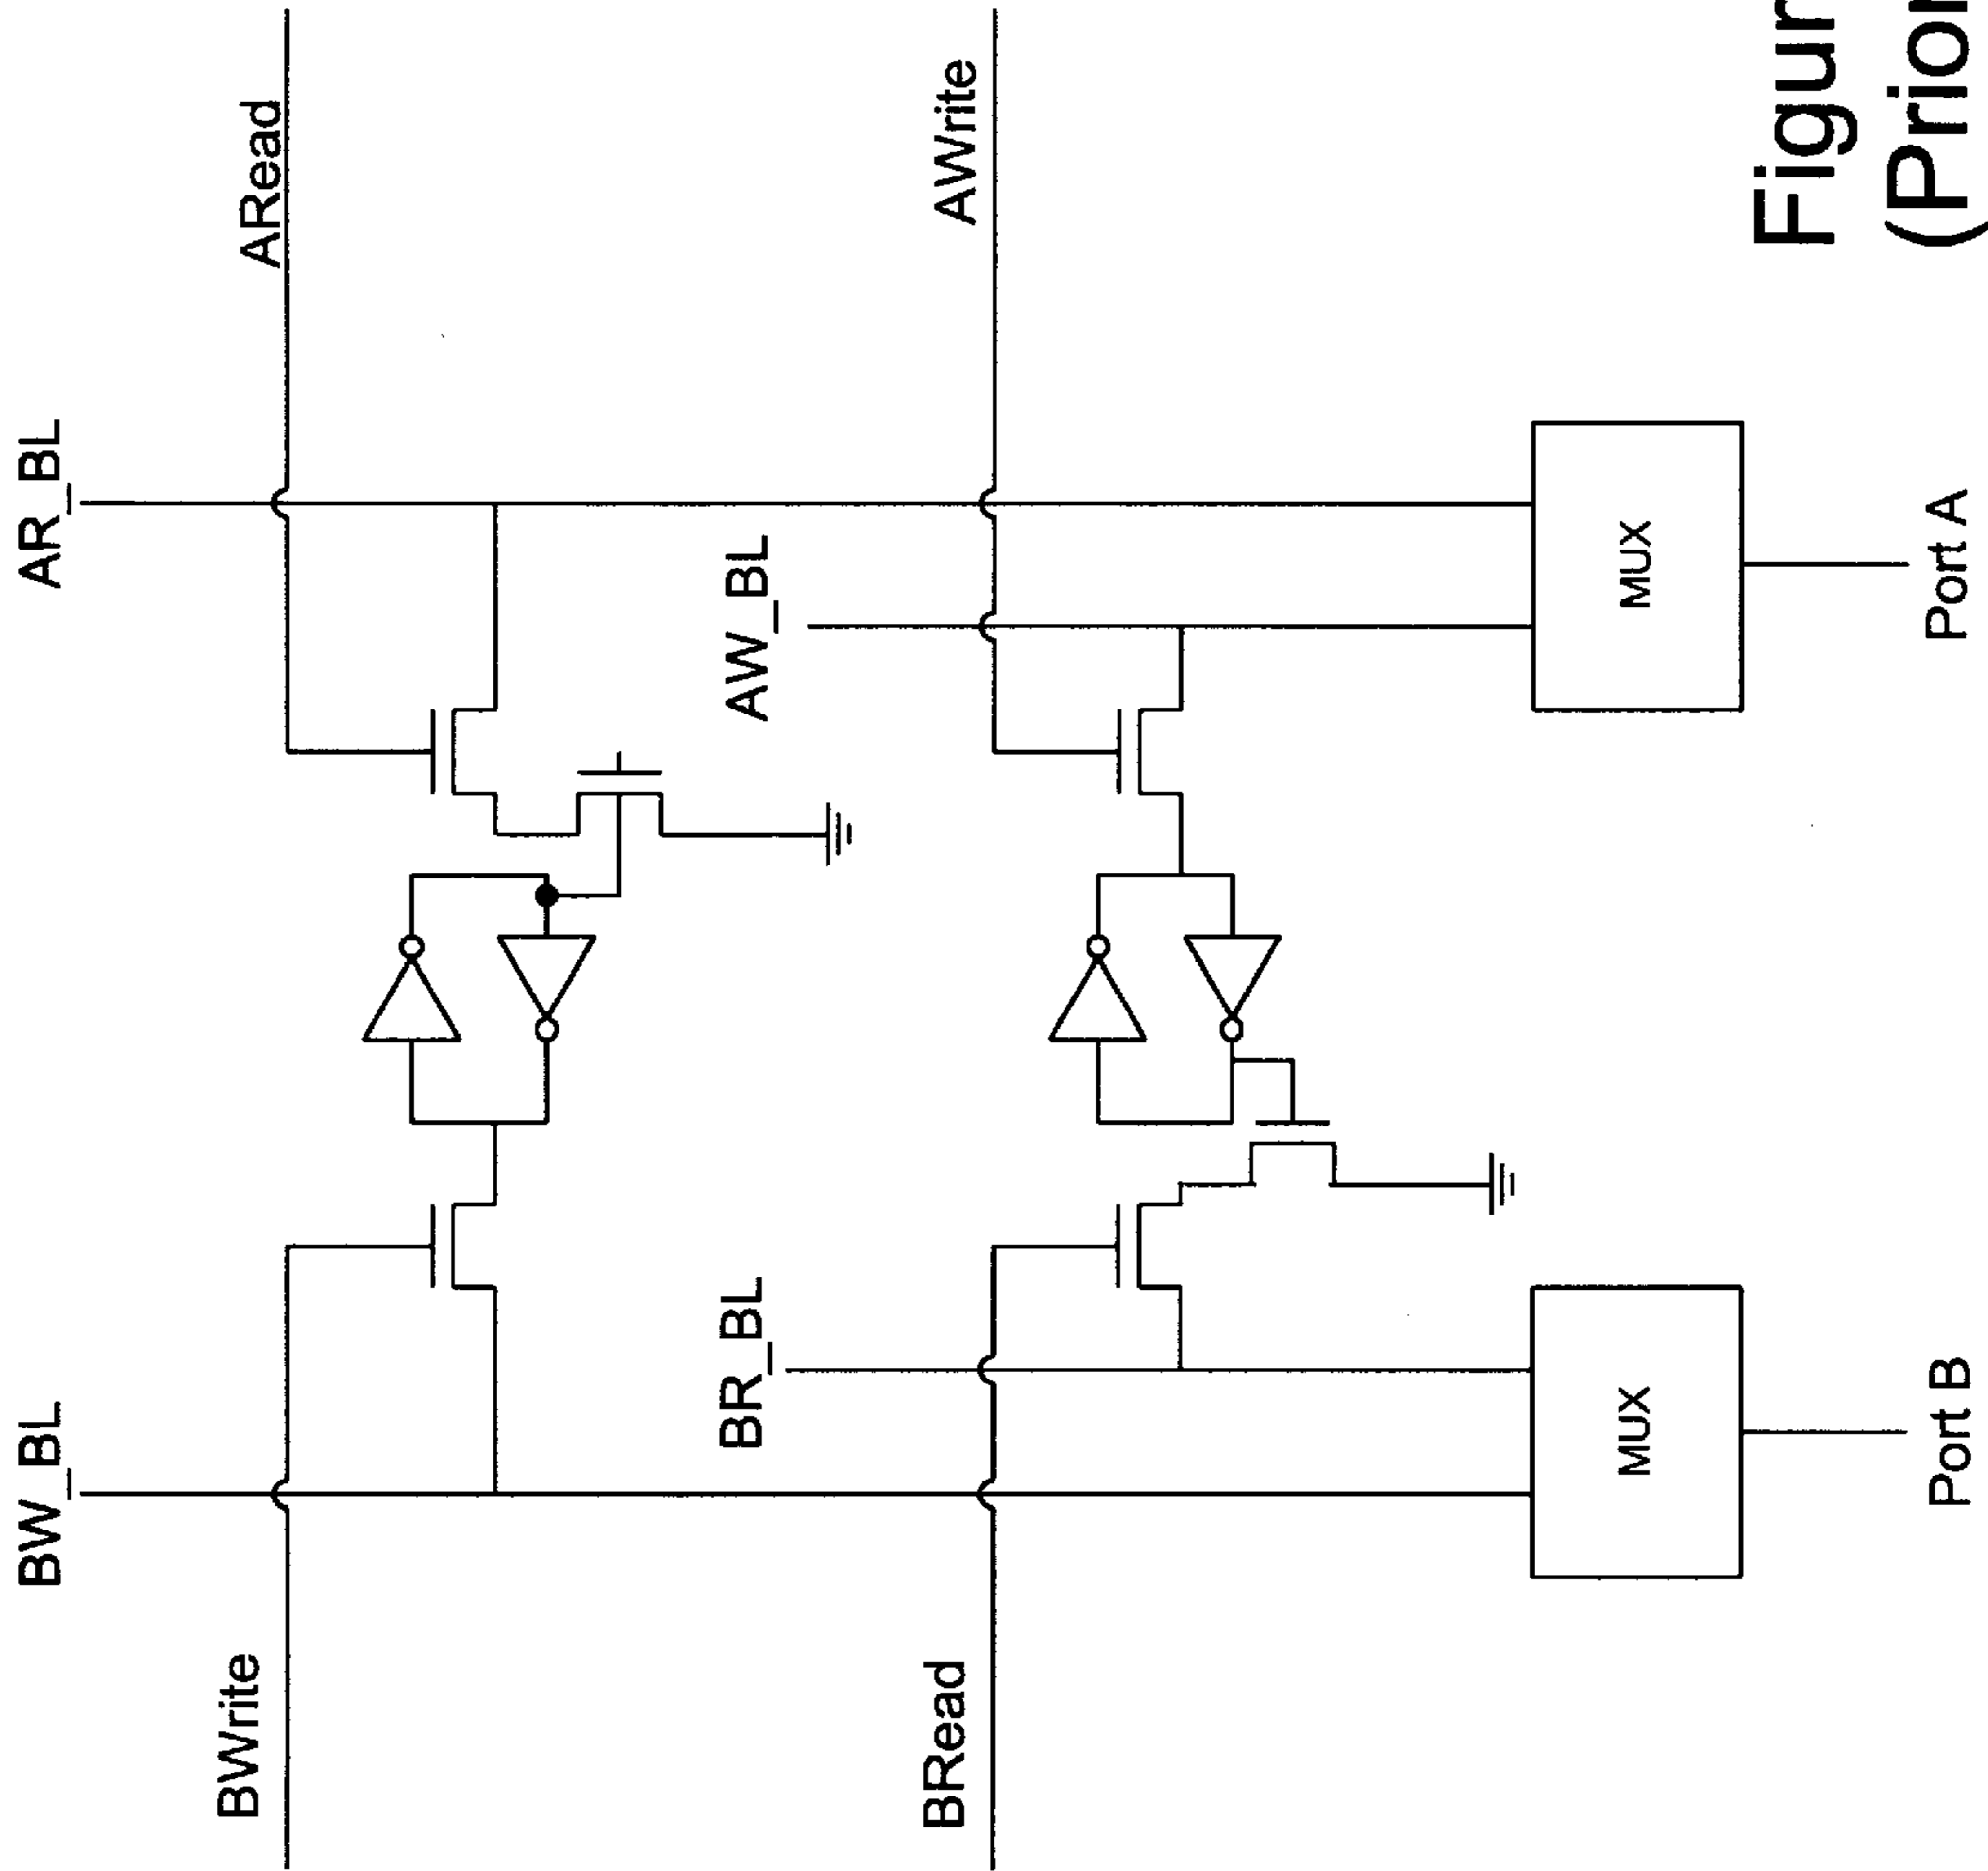 BW_BL
AR_BL
BWrite
ARead
BR_BL
AW_BL
BRead
AWrite
MUX
MUX
Port B
Port A